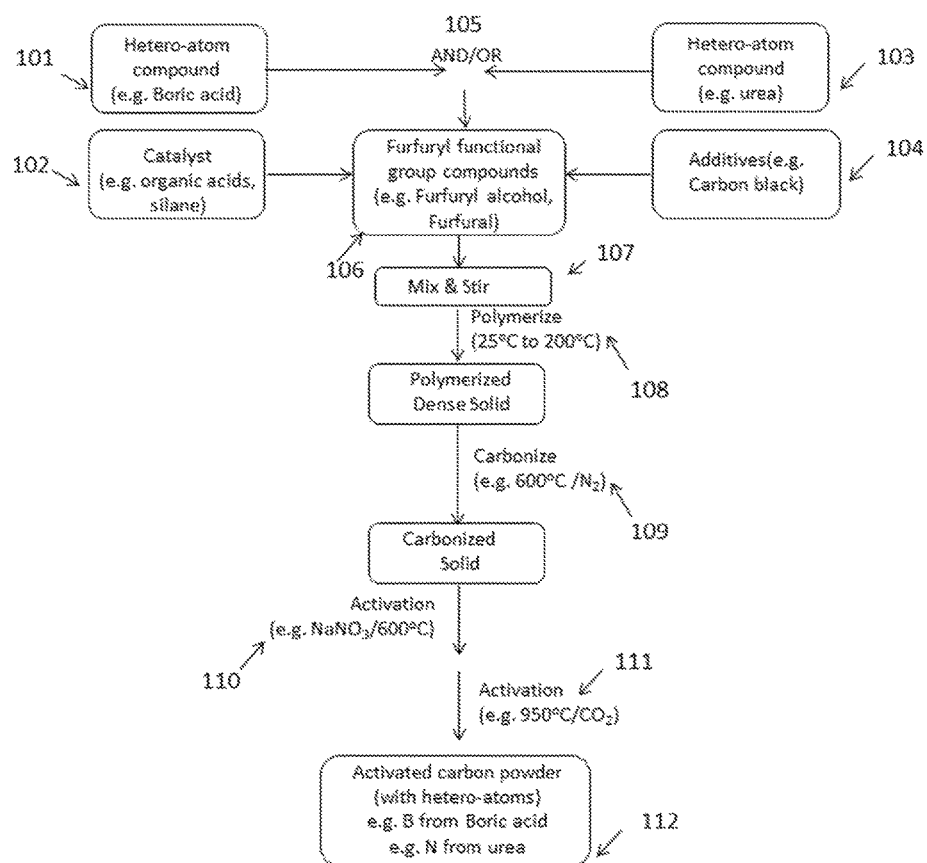 101
Hetero-atom
compound
(e.g. Boric acid)
105
AND/OR
Hetero-atom
compound
(e.g. urea)
103
102
Catalyst
(e.g. organic acids,
silane)
Furfuryl functional
group compounds
(e.g. Furfuryl alcohol,
Furfural)
Additives(e.g.
Carbon black)
104
106
107
Mix & Stir
Polymerize
(25°C to 200°C)
108
Polymerized
Dense Solid
Carbonize
(e.g. 600°C /N₂)
109
Carbonized
Solid
Activation
(e.g. NaNO₃/600°C)
110
111
Activation
(e.g. 950°C/CO₂)
Activated carbon powder
(with hetero-atoms)
e.g. B from Boric acid
e.g. N from urea
112